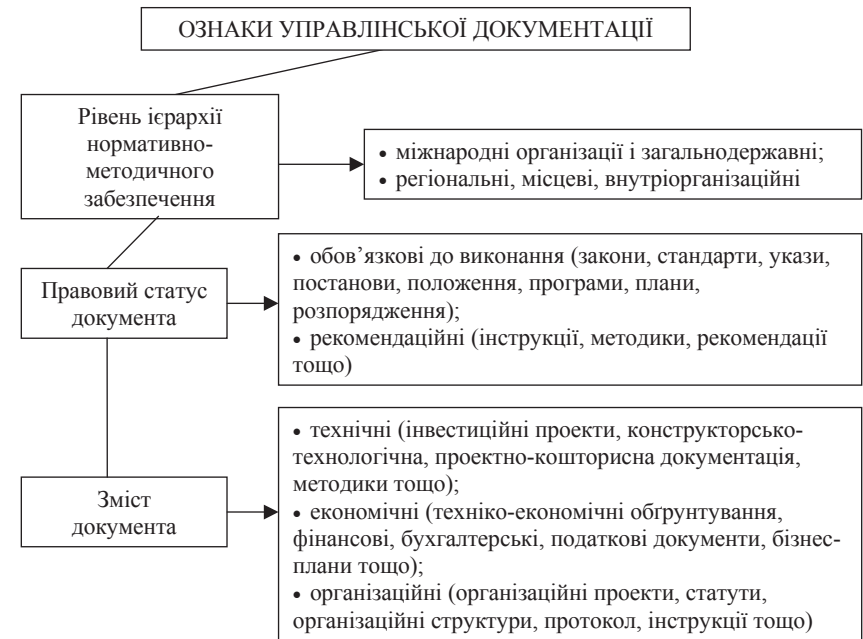 ОЗНАКИ УПРАВЛІНСЬКОЇ ДОКУМЕНТАЦІЇ
Рівень ієрархії
нормативно-
методичного
забезпечення
• міжнародні організації і загальнодержавні;
• регіональні, місцеві, внутріорганізаційні
Правовий статус
документа
• обов’язкові до виконання (закони, стандарти, укази,
постанови, положення, програми, плани,
розпорядження);
• рекомендаційні (інструкції, методики, рекомендації
тощо)
Зміст
документа
• технічні (інвестиційні проекти, конструкторсько-
технологічна, проектно-кошторисна документація,
методики тощо);
• економічні (техніко-економічні обґрунтування,
фінансові, бухгалтерські, податкові документи, бізнес-
плани тощо);
• організаційні (організаційні проекти, статути,
організаційні структури, протокол, інструкції тощо)